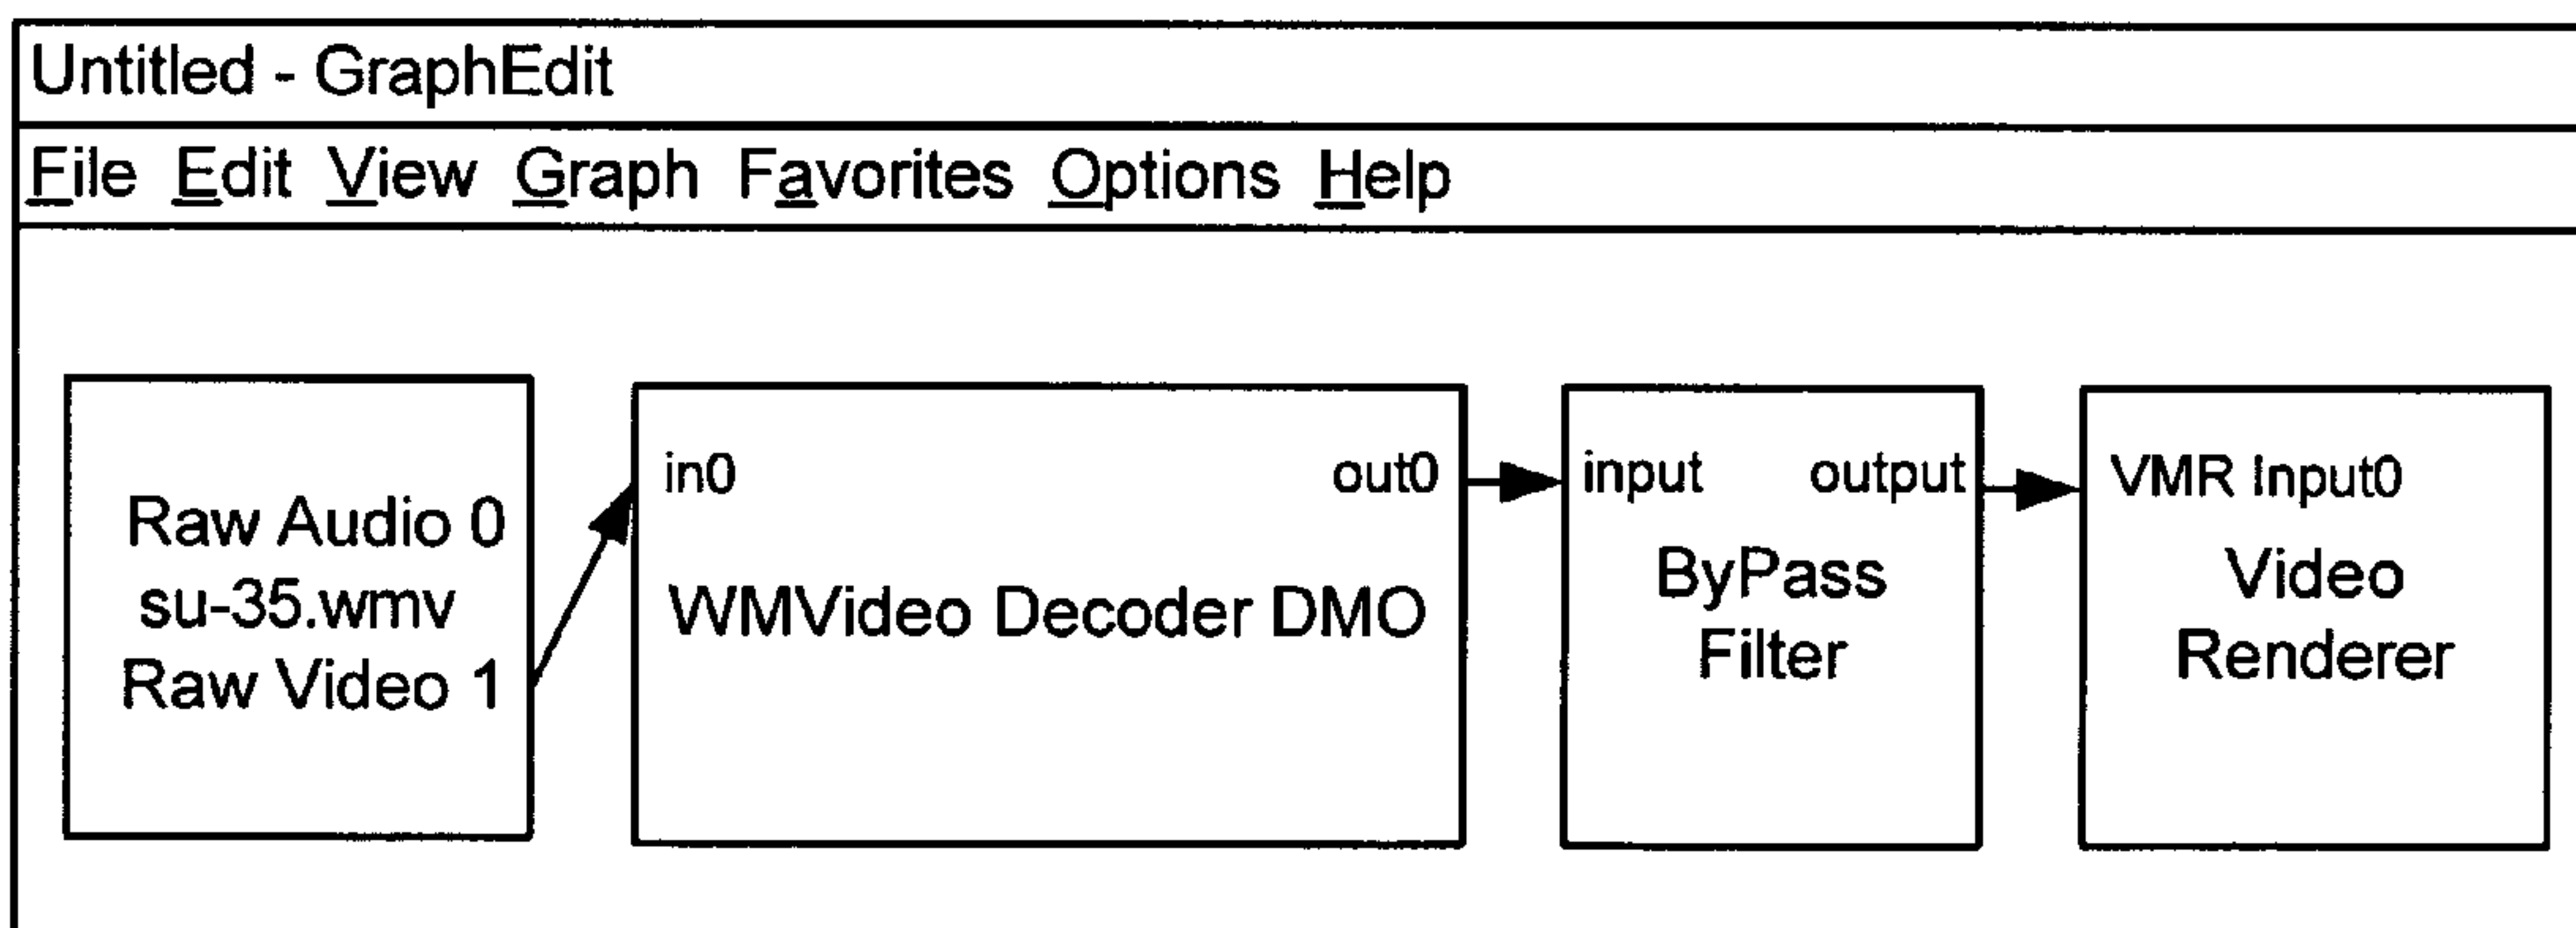 Untitled - GraphEdit
File Edit View Graph Favorites Options Help
Raw Audio 0
su-35.wmv
Raw Video 1
in0
out0
WMVideo Decoder DMO
input
output
ByPass
Filter
VMR Input0
Video
Renderer